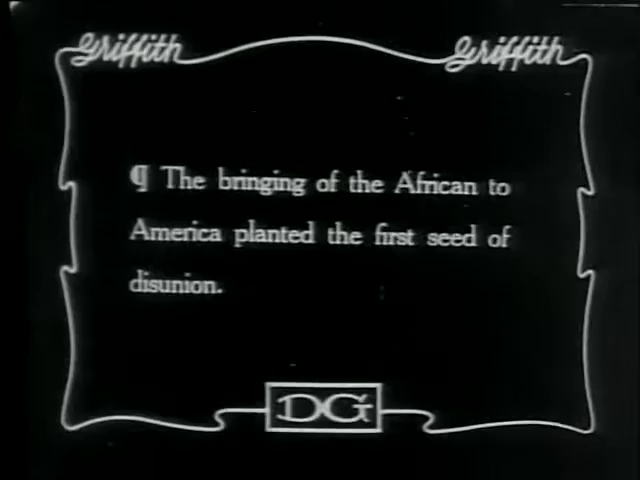 Griffith Griffith
¶ The bringing of the African to
America planted the first seed of
disunion.
DG